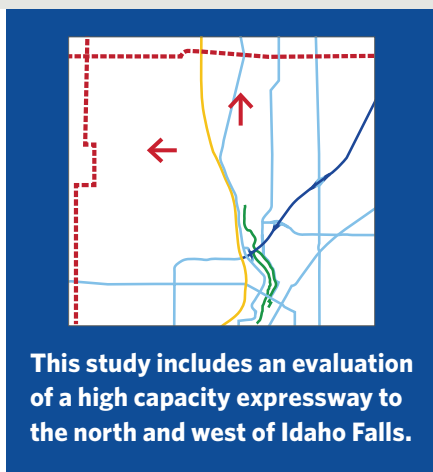 This study includes an evaluation
of a high capacity expressway to
the north and west of Idaho Falls.